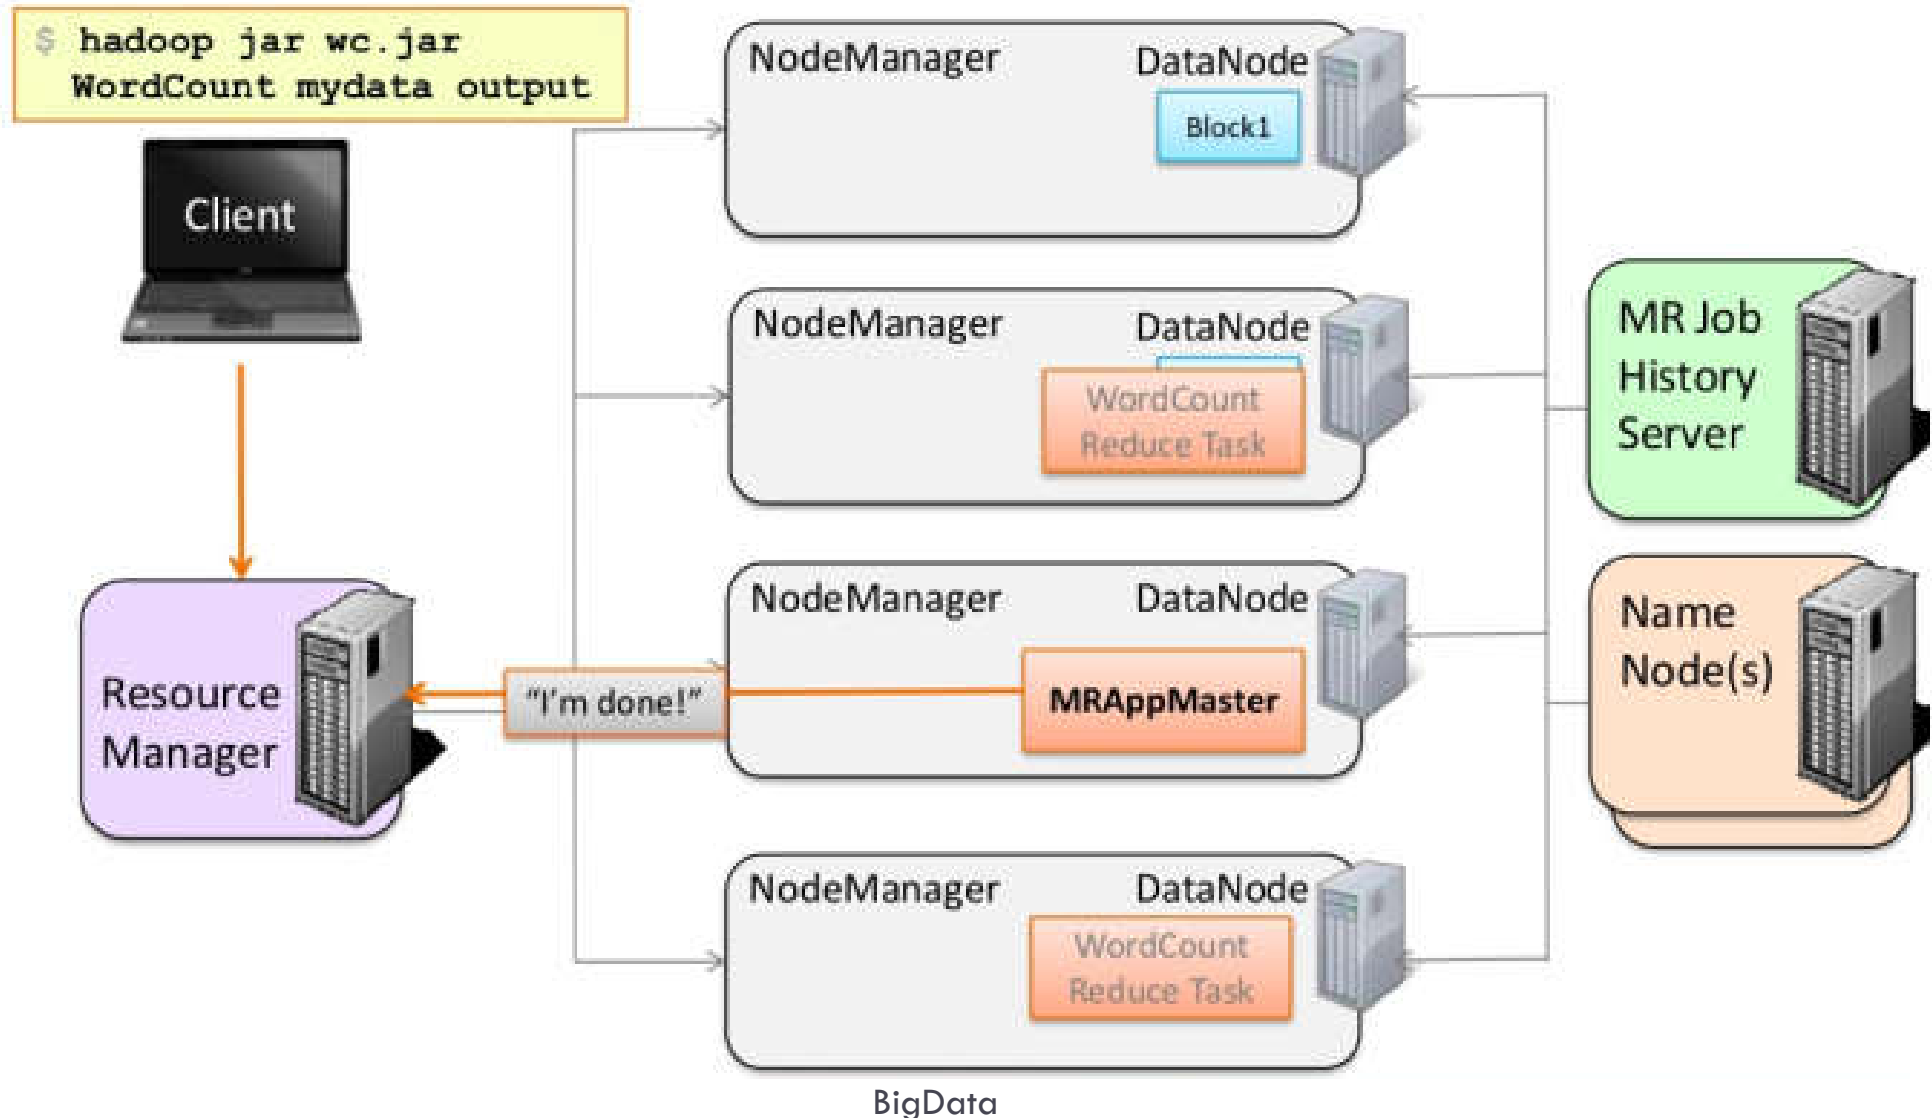 $ hadoop jar wc.jar
WordCount mydata output
Client
Resource
Manager
"I'm done!"
NodeManager
DataNode
Block1
NodeManager
DataNode
WordCount
Reduce Task
NodeManager
DataNode
MRAppMaster
NodeManager
DataNode
WordCount
Reduce Task
MR Job
History
Server
Name
Node(s)
BigData